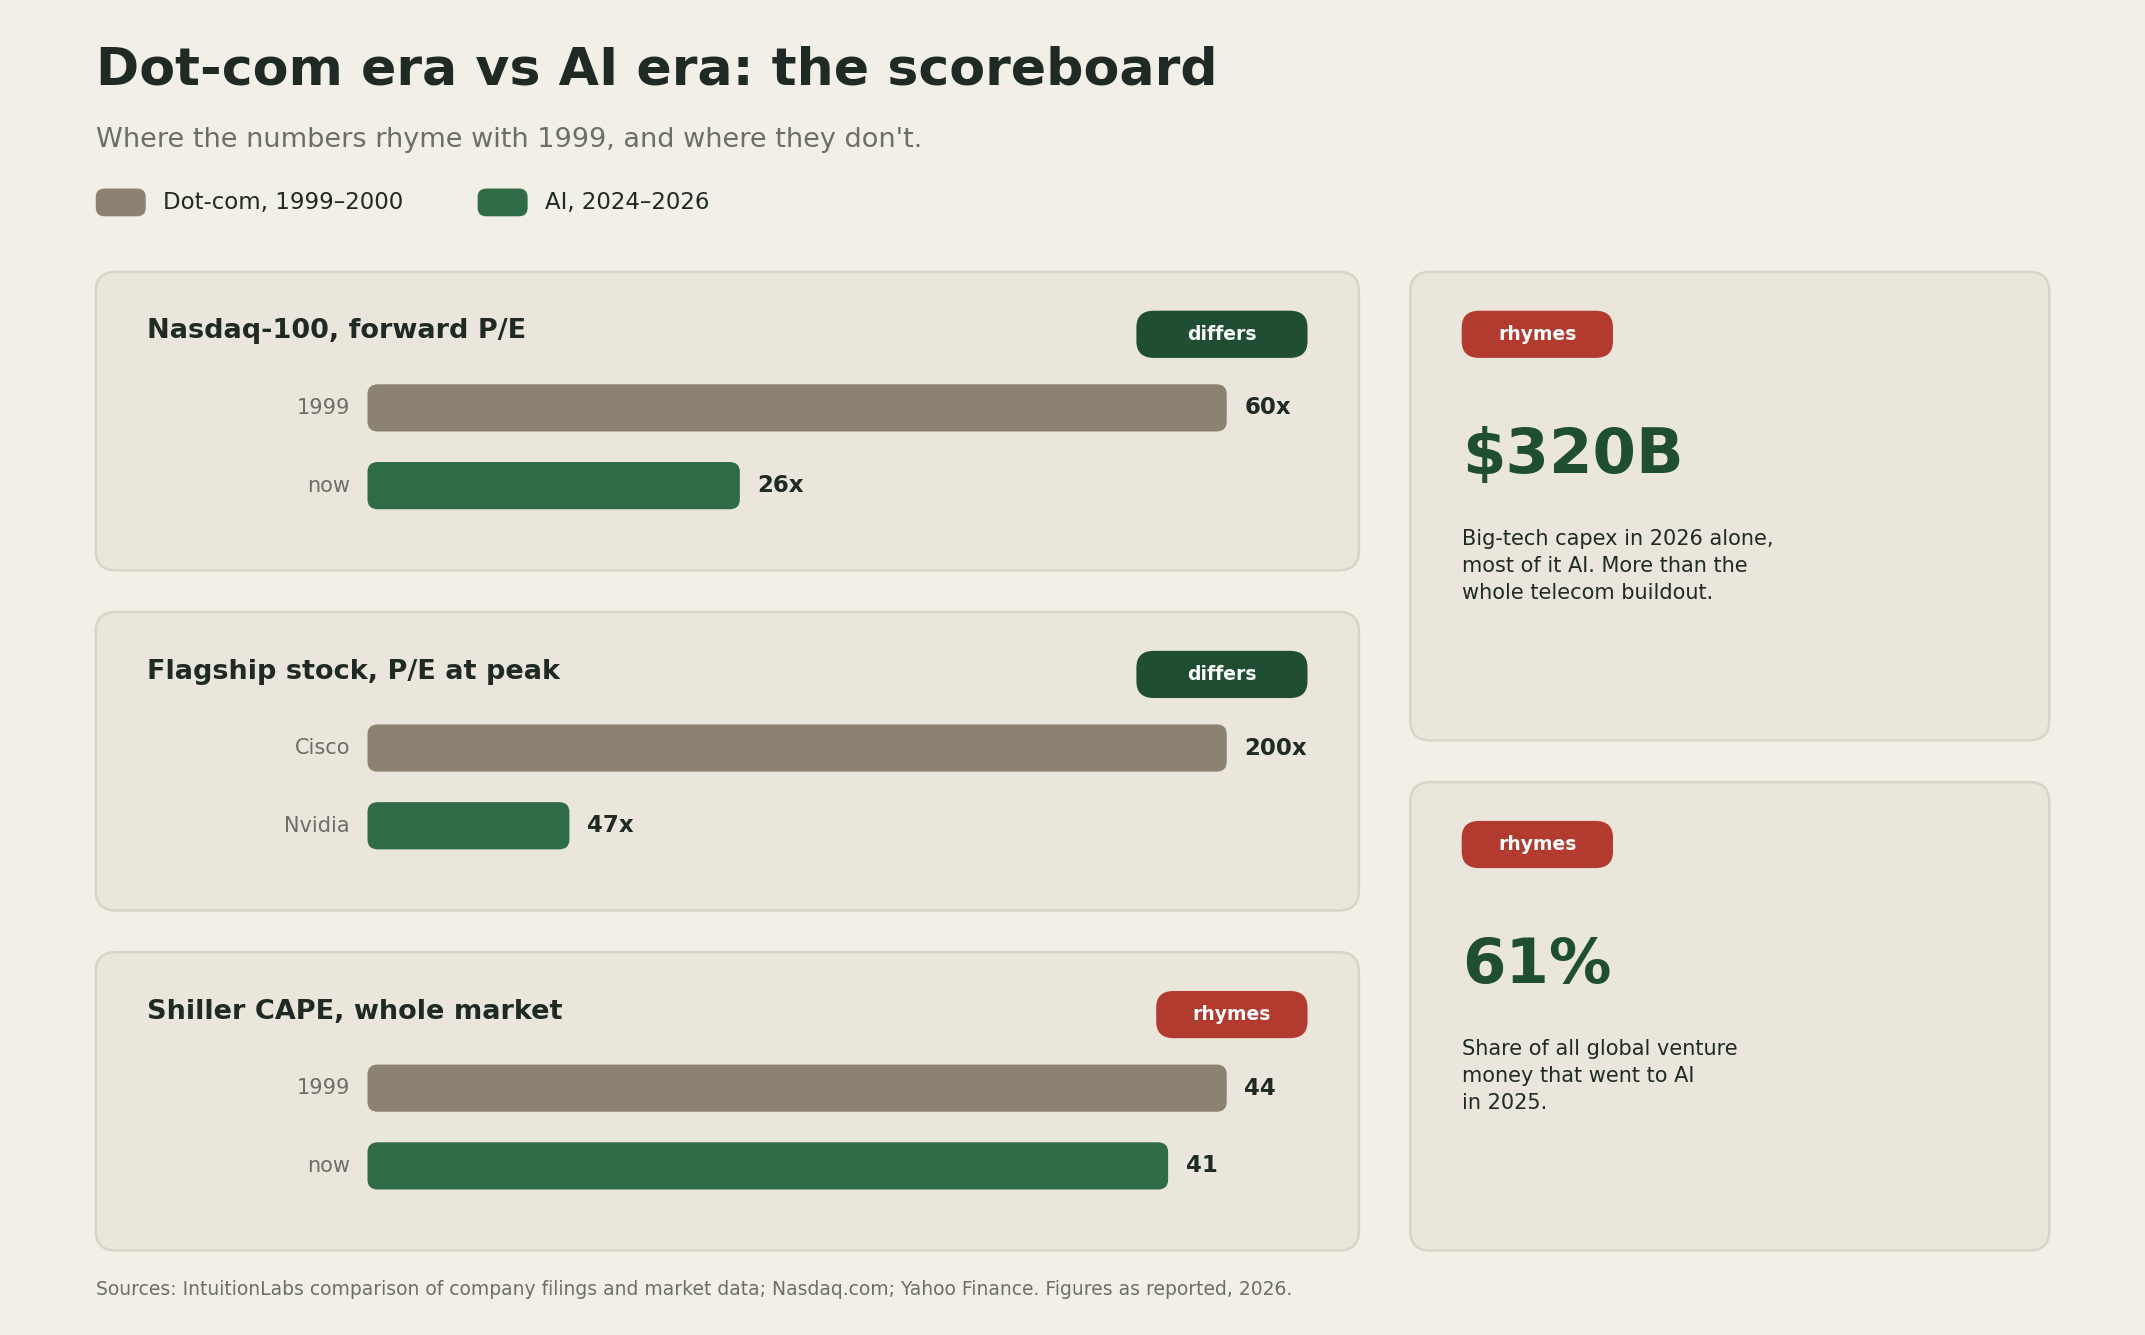 Dot-com era vs AI era: the scoreboard
Where the numbers rhyme with 1999, and where they don't.
Dot-com, 1999–2000
AI, 2024–2026
Nasdaq-100, forward P/E
differs
1999
60x
now
26x
Flagship stock, P/E at peak
differs
Cisco
200x
Nvidia
47x
Shiller CAPE, whole market
rhymes
1999
44
now
41
rhymes
$320B
Big-tech capex in 2026 alone,
most of it AI. More than the
whole telecom buildout.
rhymes
61%
Share of all global venture
money that went to AI
in 2025.
Sources: IntuitionLabs comparison of company filings and market data; Nasdaq.com; Yahoo Finance. Figures as reported, 2026.